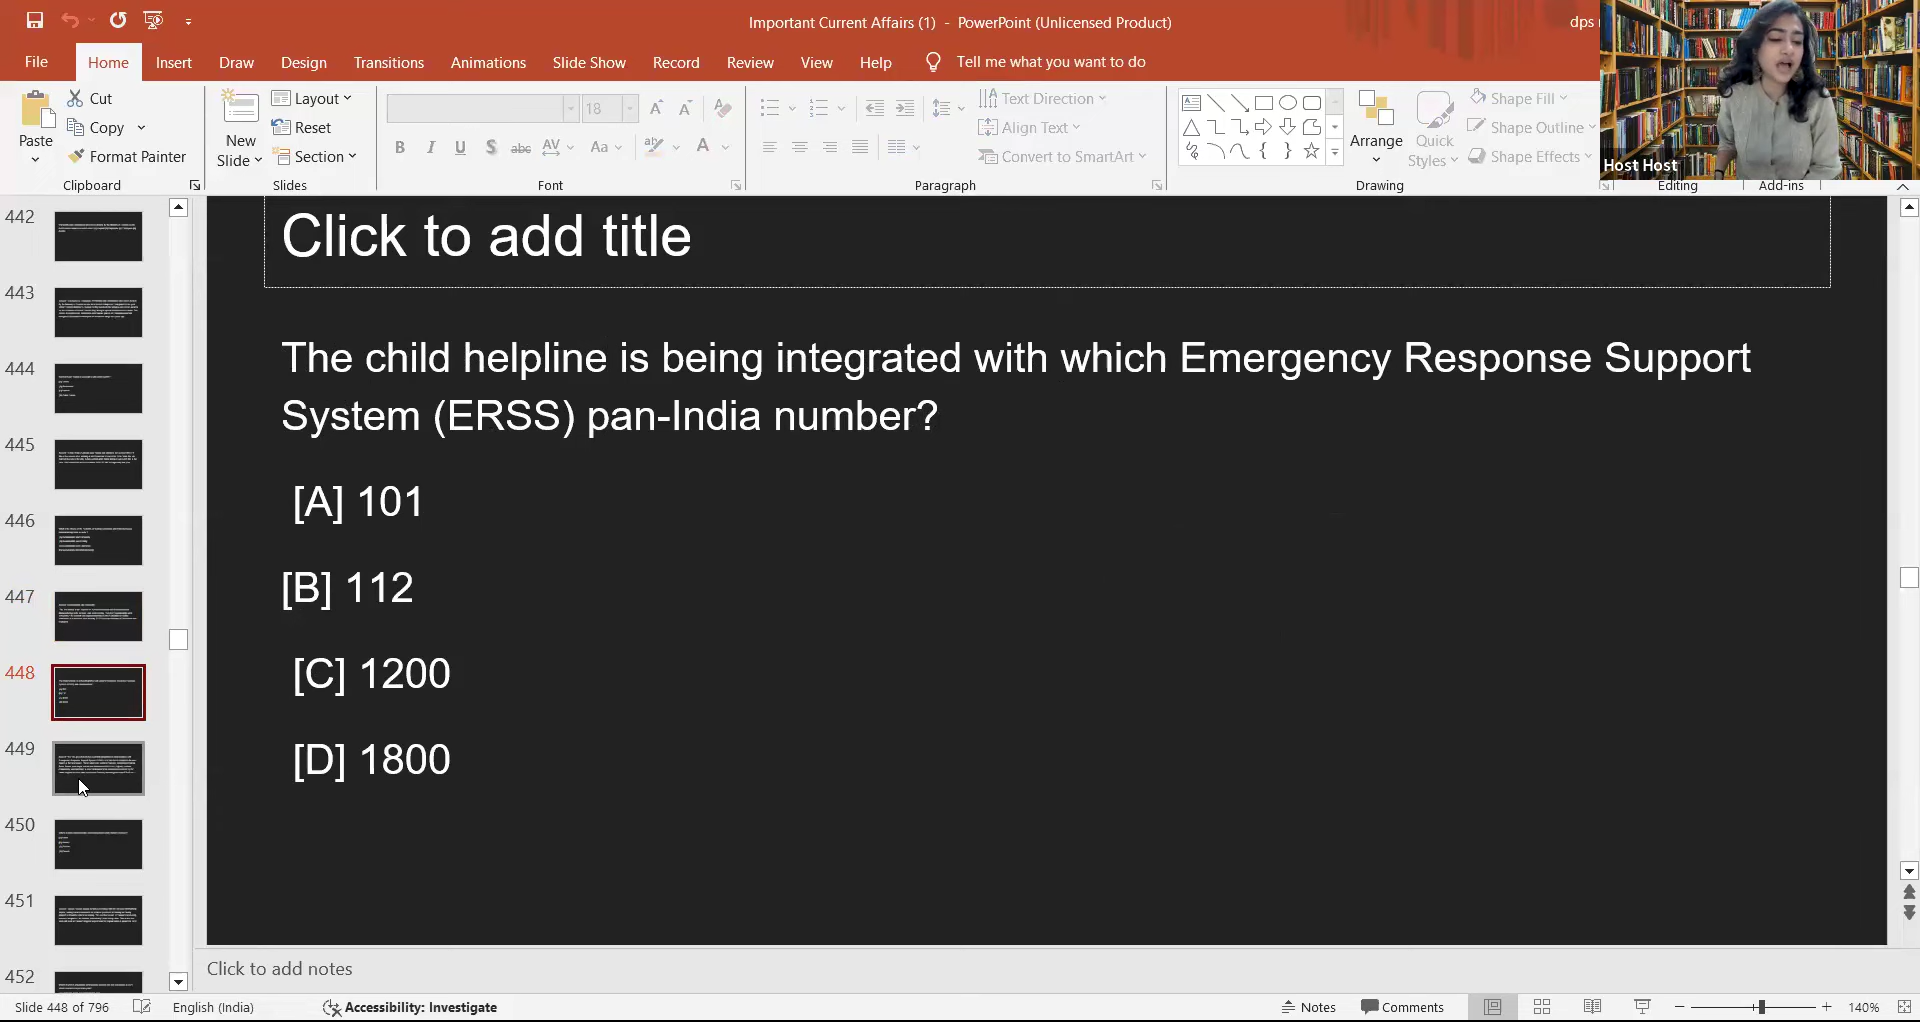 Important Current Affairs (1) - PowerPoint (Unlicensed Product)
dps
File Home Insert Draw Design Transitions Animations Slide Show Record Review View Help Tell me what you want to do
Host Host
Paste
Cut
Copy
Format Painter
Clipboard
New Slide
Layout
Reset
Section
Slides
18
B I U S abc AV Aa A
Font
Text Direction
Align Text
Convert to SmartArt
Paragraph
Arrange
Quick Styles
Shape Fill
Shape Outline
Shape Effects
Drawing
Editing
Add-ins
442
443
444
445
446
447
448
449
450
451
452
Click to add title
The child helpline is being integrated with which Emergency Response Support
System (ERSS) pan-India number?
[A] 101
[B] 112
[C] 1200
[D] 1800
Click to add notes
Slide 448 of 796 English (India) Accessibility: Investigate Notes Comments 140%